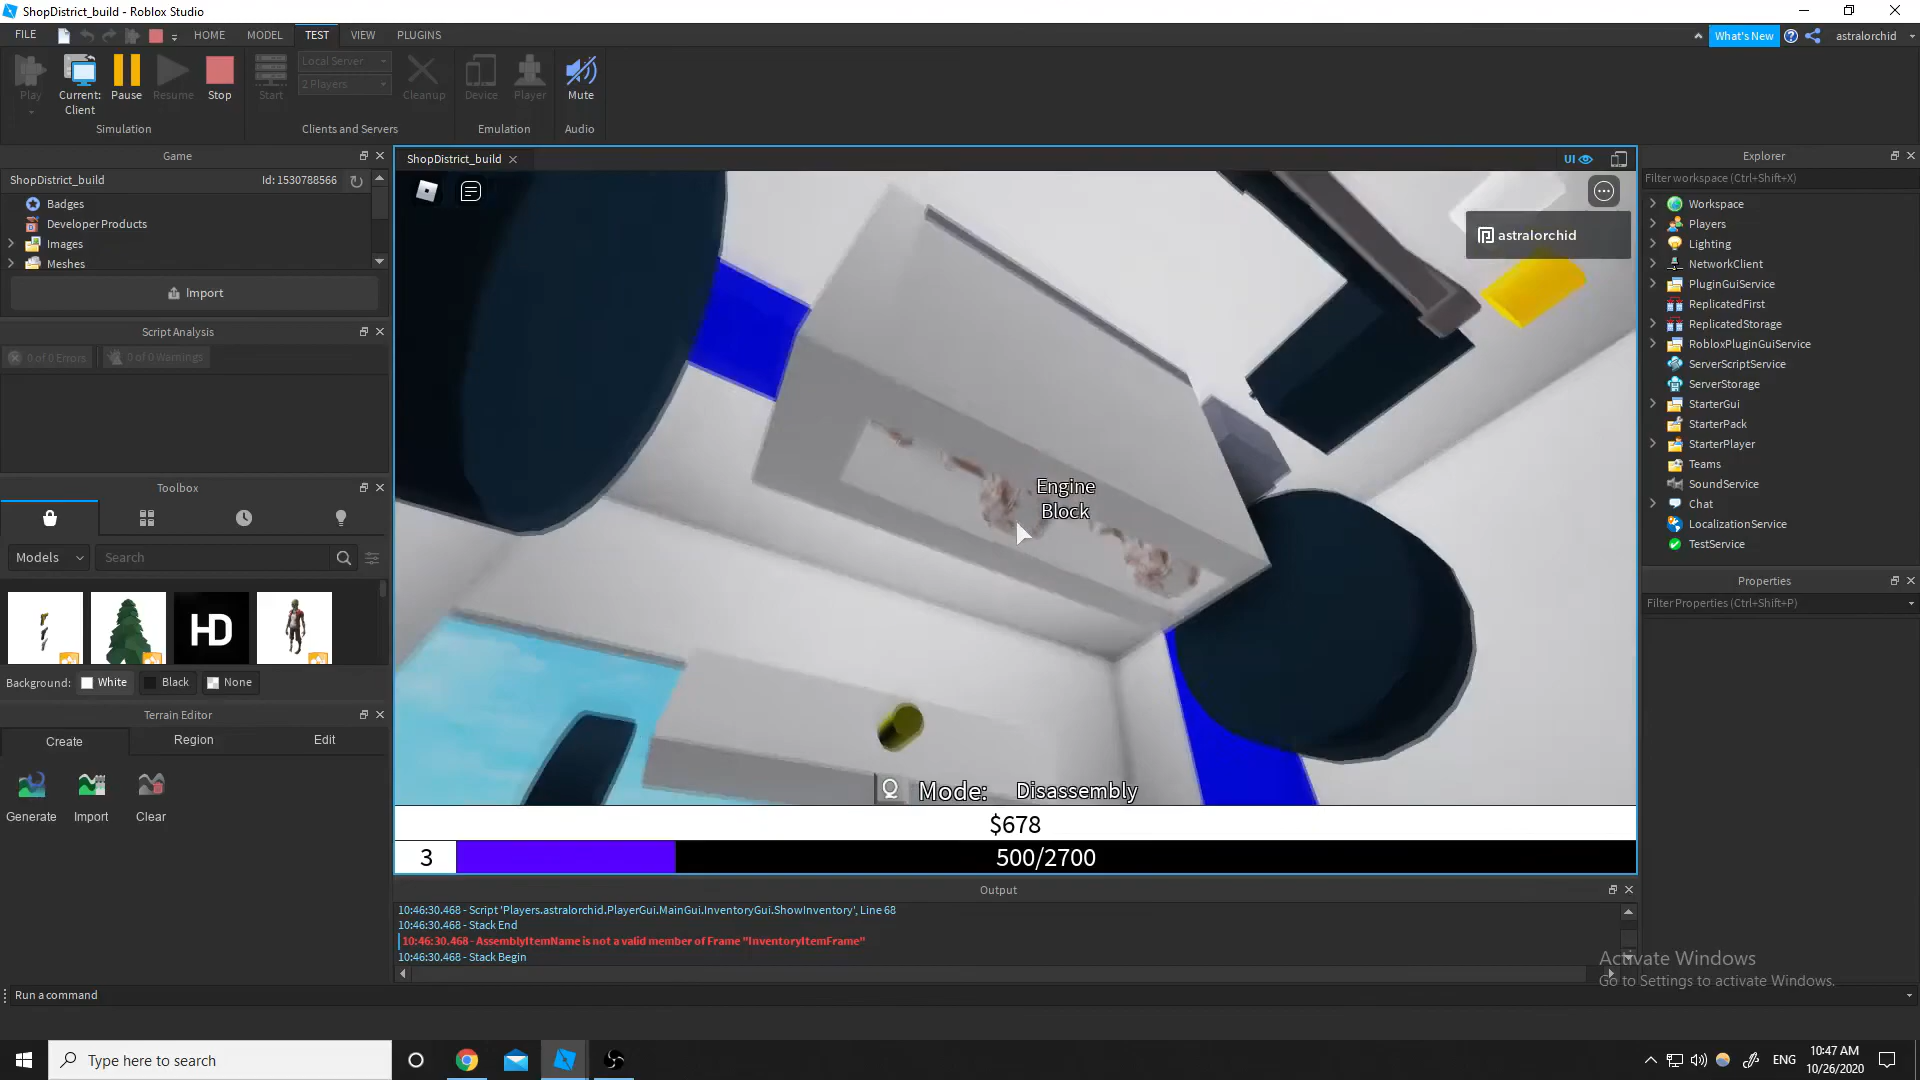 ShopDistrict_build - Roblox Studio
FILE HOME MODEL TEST VIEW PLUGINS What's New astralorchid
Play Current: Client Pause Resume Stop Start Local Server 2 Players Cleanup Device Player Mute
Simulation Clients and Servers Emulation Audio
Game
ShopDistrict_build Id: 1530788566
Badges
Developer Products
Images
Meshes
Import
Script Analysis
0 of 0 Errors 0 of 0 Warnings
Toolbox
Models Search
HD
Background: White Black None
Terrain Editor
Create Region Edit
Generate Import Clear
ShopDistrict_build UI
astralorchid
Engine
Block
Q Mode: Disassembly
$678
3 500/2700
Output
10:46:30.468 - Script 'Players.astralorchid.PlayerGui.MainGui.InventoryGui.ShowInventory', Line 68
10:46:30.468 - Stack End
10:46:30.468 - AssemblyItemName is not a valid member of Frame "InventoryItemFrame"
10:46:30.468 - Stack Begin
Explorer
Filter workspace (Ctrl+Shift+X)
Workspace
Players
Lighting
NetworkClient
PluginGuiService
ReplicatedFirst
ReplicatedStorage
RobloxPluginGuiService
ServerScriptService
ServerStorage
StarterGui
StarterPack
StarterPlayer
Teams
SoundService
Chat
LocalizationService
TestService
Properties
Filter Properties (Ctrl+Shift+P)
Activate Windows
Go to Settings to activate Windows.
Run a command
Type here to search
ENG
10:47 AM
10/26/2020